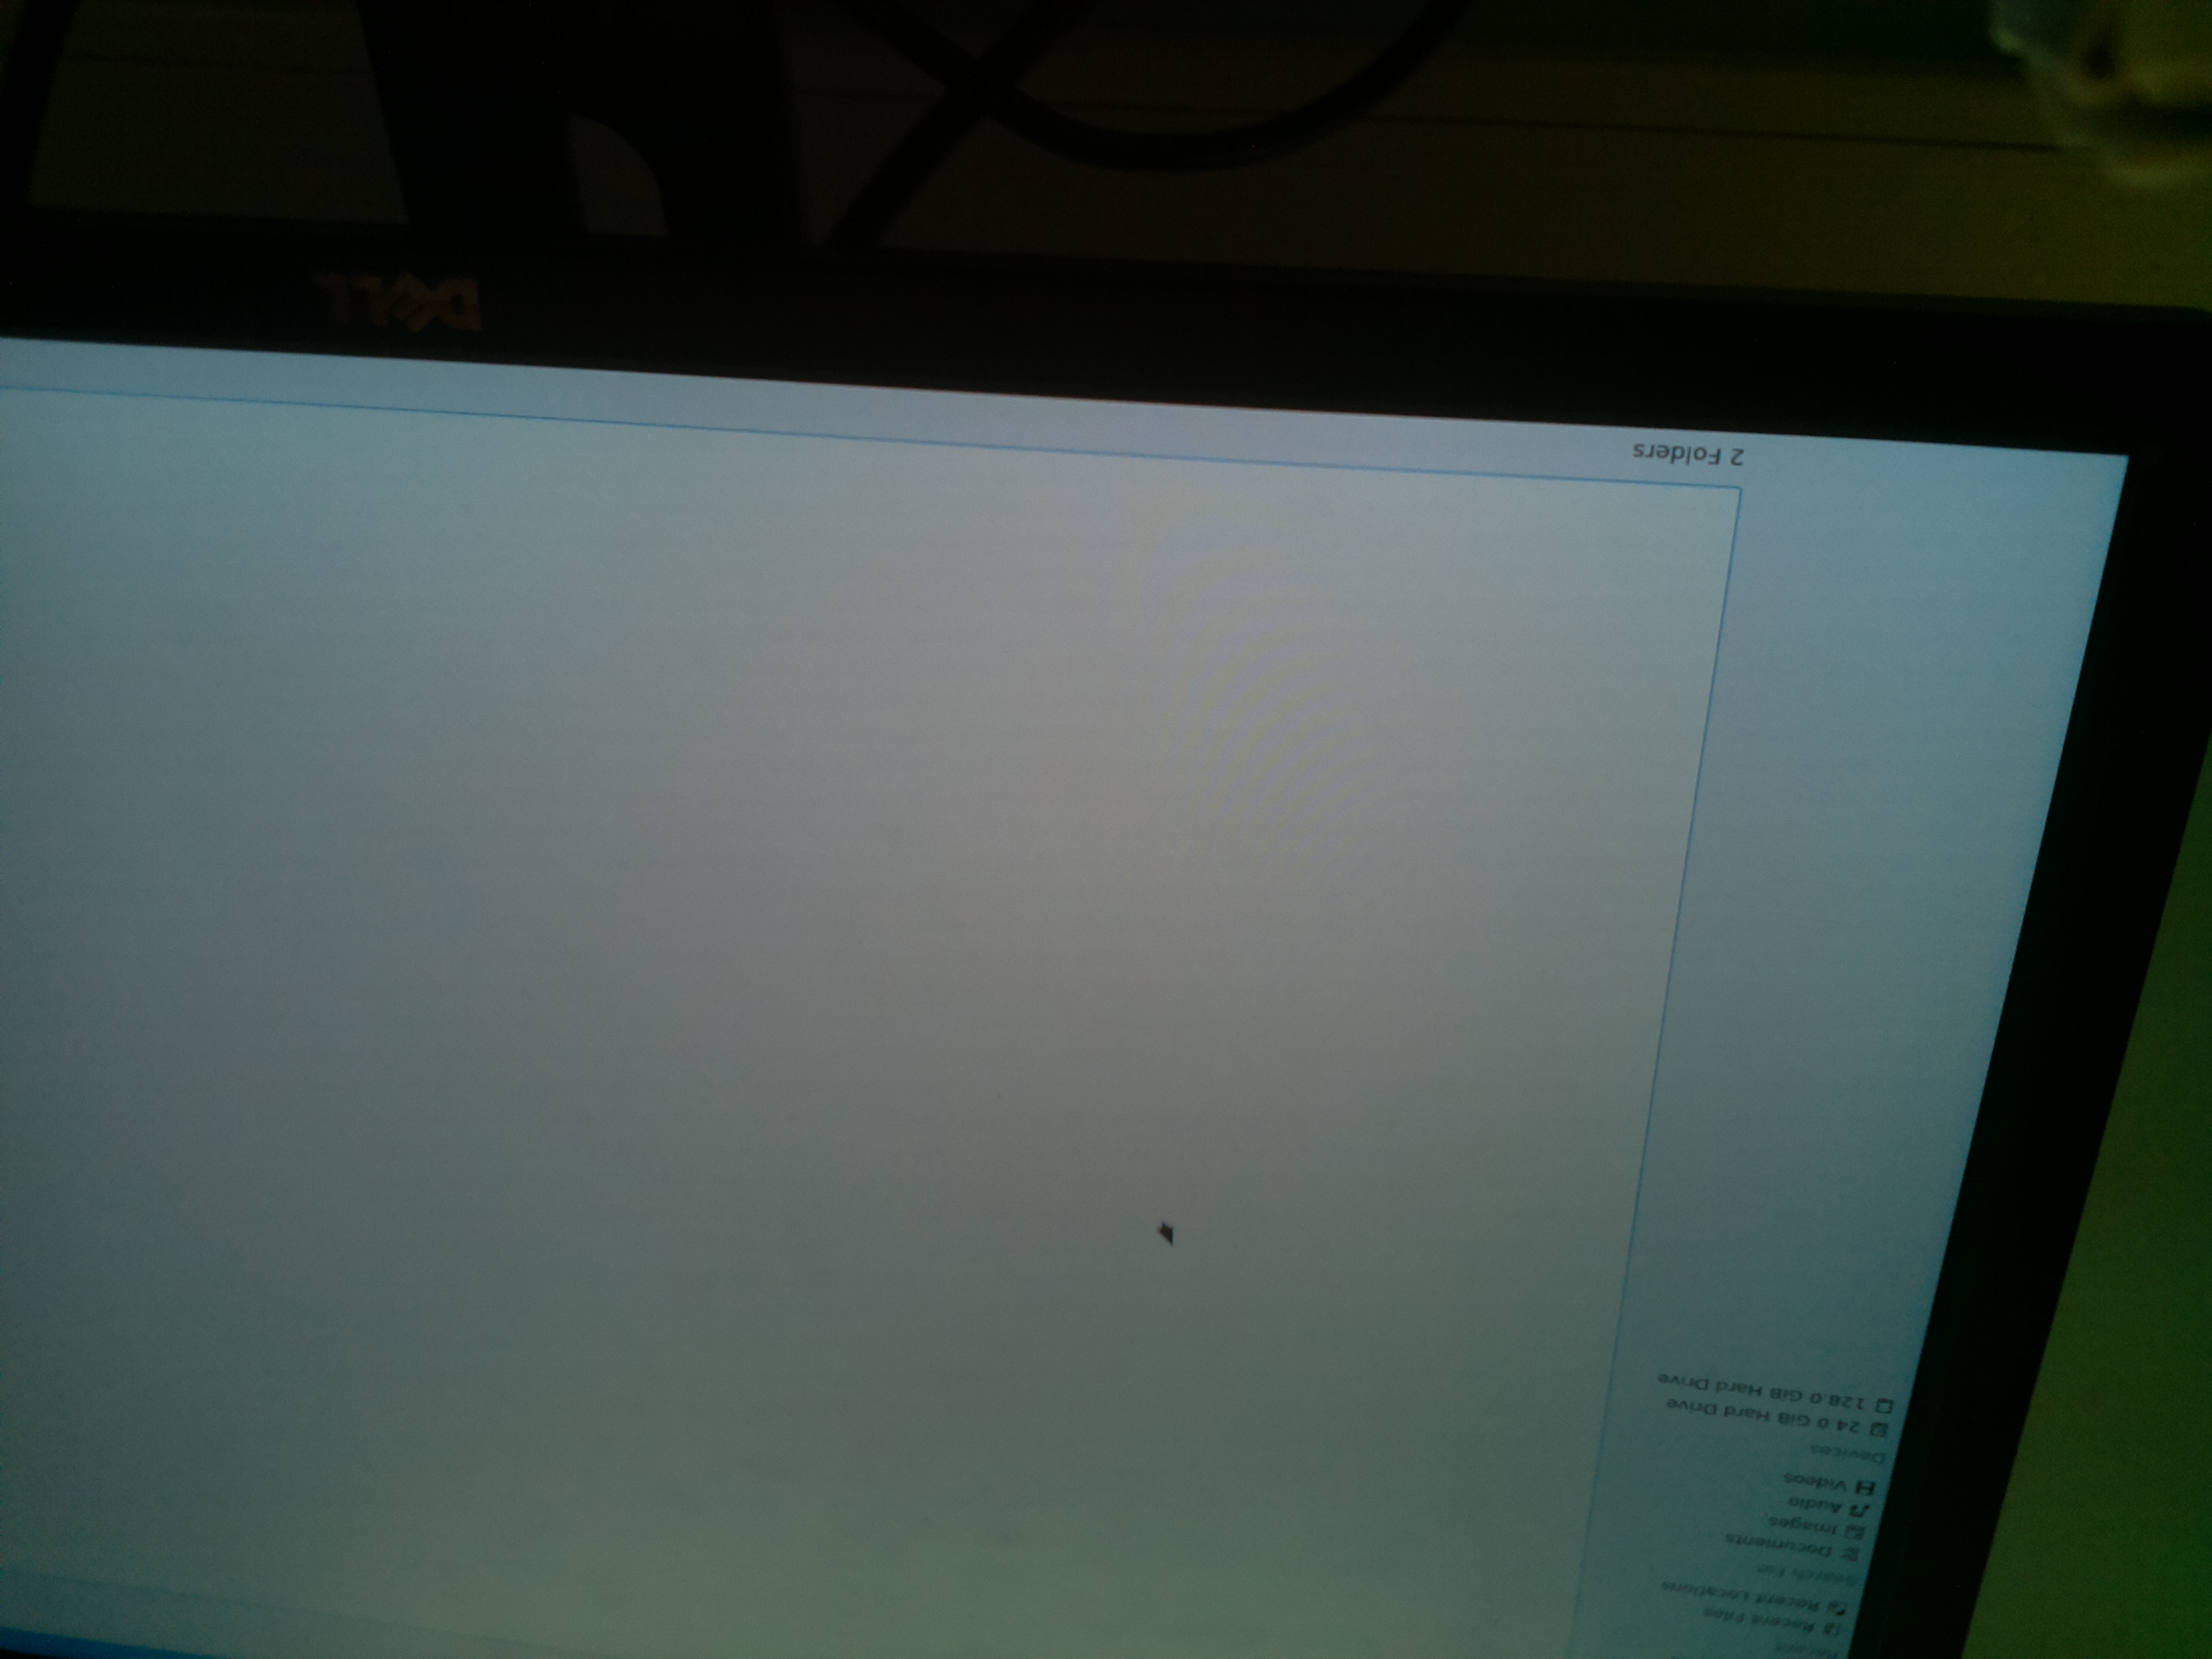 Recent
Recent Files
Recent Locations
Search For
Documents
Images
Audio
Videos
Devices
24.0 GiB Hard Drive
128.0 GiB Hard Drive
2 Folders
DELL